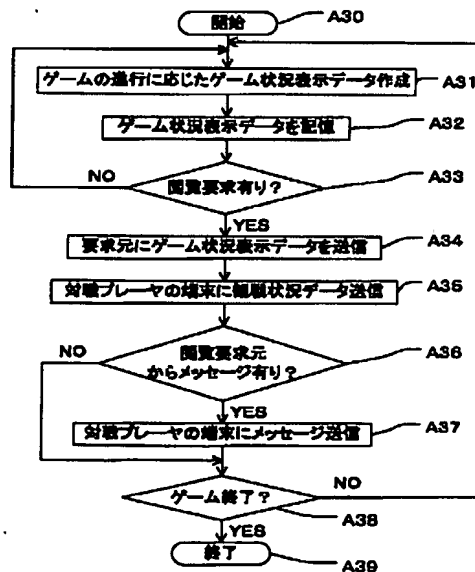 開始
A30
ゲームの進行に応じたゲーム状況表示データ作成
A31
ゲーム状況表示データを記憶
A32
閲覧要求有り？
A33
NO
YES
要求元にゲーム状況表示データを送信
A34
対戦プレーヤの端末に観戦状況データ送信
A35
閲覧要求元
からメッセージ有り？
A36
NO
YES
対戦プレーヤの端末にメッセージ送信
A37
ゲーム終了？
NO
A38
YES
終了
A39